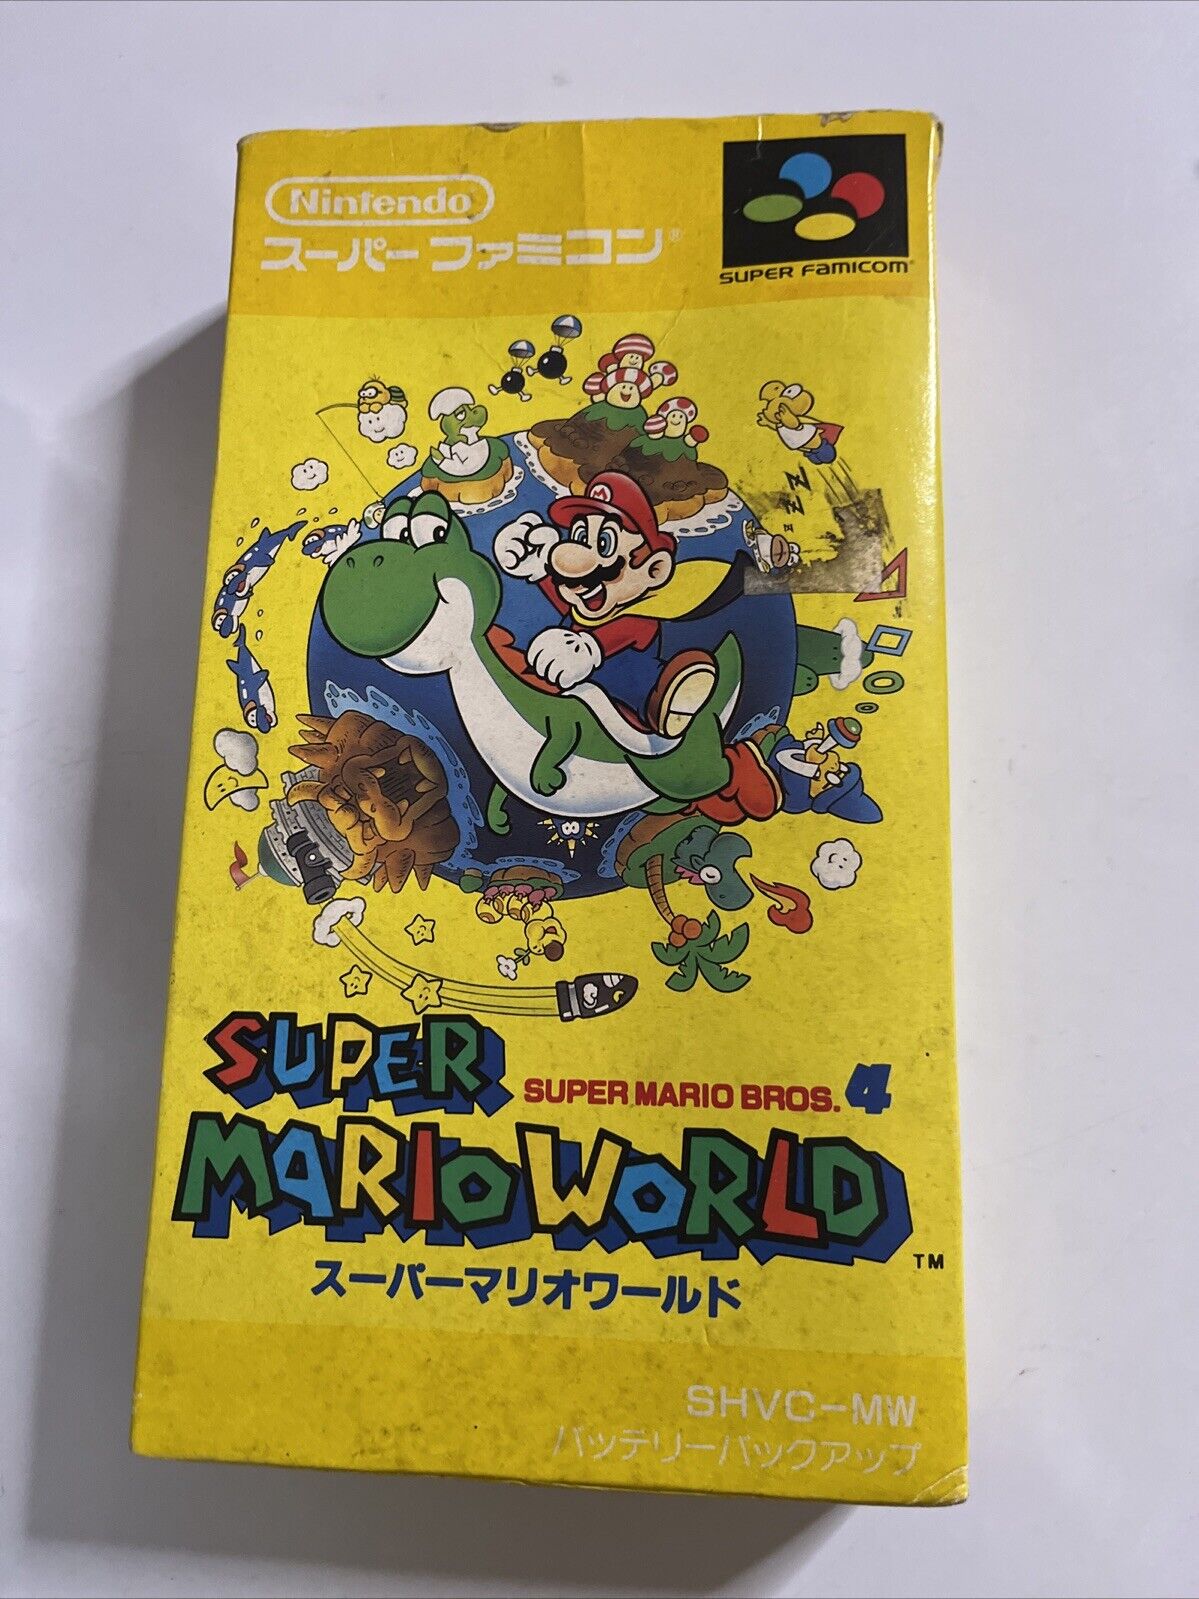 Nintendo
スーパーファミコン®
SUPER FAMICOM®
M
ZZZ
SUPER
SUPER MARIO BROS. 4
MARIO WORLD™
スーパーマリオワールド
SHVC-MW
バッテリーバックアップ